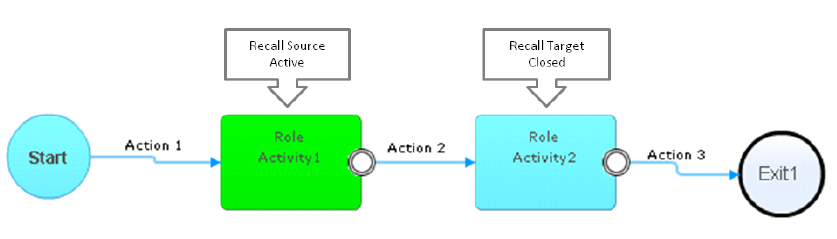 Recall Source
Active
Recall Target
Closed
Start
Action 1
Role
Activity1
Action 2
Role
Activity2
Action 3
Exit1